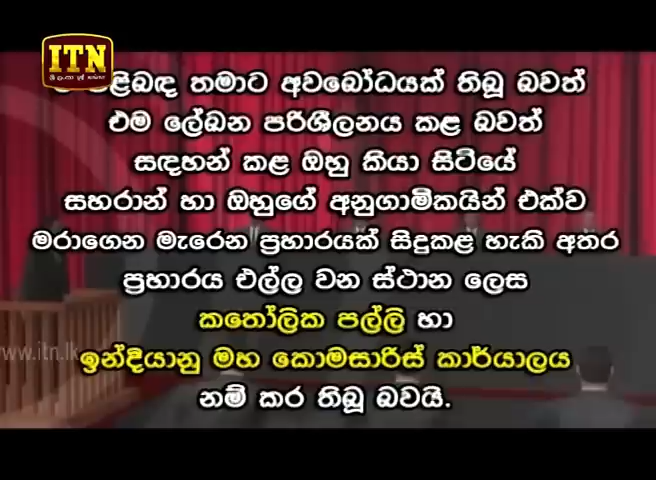 ITN
ශ්‍රී ලංකා පුදි සේවය
තමාට අවබෝධයක් තිබූ බවත්
එම ලේඛන පරිශීලනය කළ බවත්
සඳහන් කළ ඔහු කියා සිටියේ
සහරාන් හා ඔහුගේ අනුගාමිකයින් එක්ව
මරාගෙන මැරෙන ප්‍රහාරයක් සිදුකළ හැකි අතර
ප්‍රහාරය එල්ල වන ස්ථාන ලෙස
කතෝලික පල්ලි හා
www.itn.lk
ඉන්දියානු මහ කොමසාරිස් කාර්යාලය
නම් කර තිබූ බවයි.